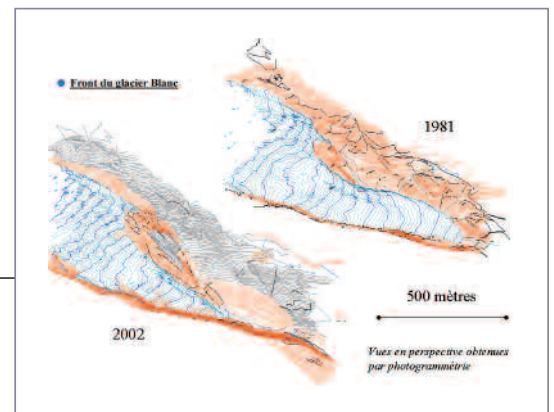 Front du glacier Blanc
1981
500 mètres
2002
Vues en perspective obtenues
par photogrammétrie